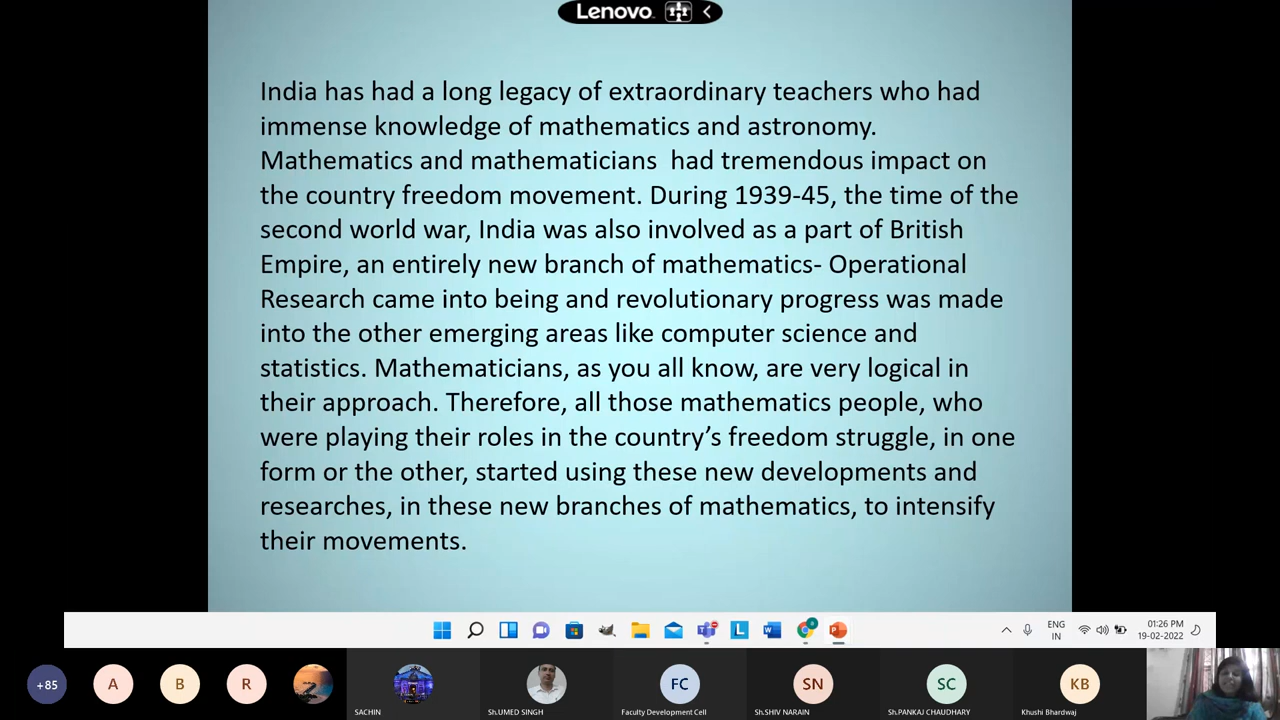 Lenovo
India has had a long legacy of extraordinary teachers who had
immense knowledge of mathematics and astronomy.
Mathematics and mathematicians  had tremendous impact on
the country freedom movement. During 1939-45, the time of the
second world war, India was also involved as a part of British
Empire, an entirely new branch of mathematics- Operational
Research came into being and revolutionary progress was made
into the other emerging areas like computer science and
statistics. Mathematicians, as you all know, are very logical in
their approach. Therefore, all those mathematics people, who
were playing their roles in the country’s freedom struggle, in one
form or the other, started using these new developments and
researches, in these new branches of mathematics, to intensify
their movements.
ENG
IN
01:26 PM
19-02-2022
+85
A
B
R
FC
SN
SC
KB
SACHIN
Sh.UMED SINGH
Faculty Development Cell
Sh.SHIV NARAIN
Sh.PANKAJ CHAUDHARY
Khushi Bhardwaj